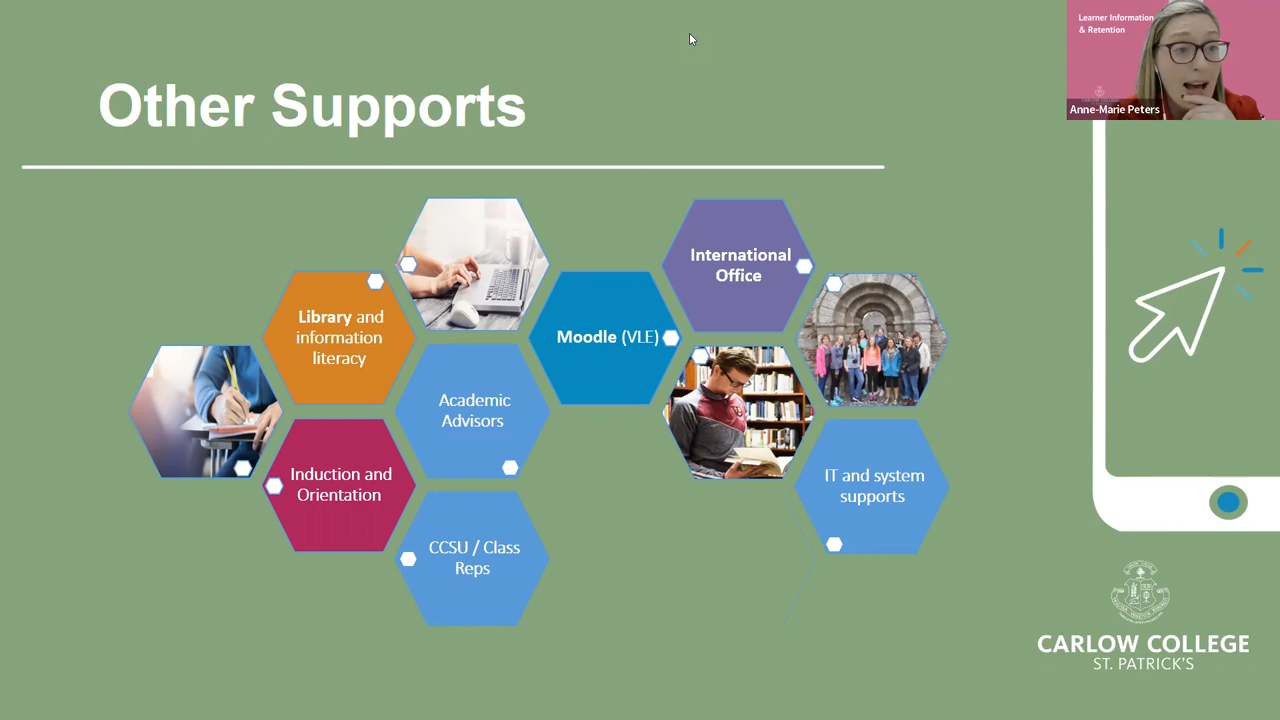 Learner Information
& Retention
Anne-Marie Peters
Other Supports
International
Office
Library and
information
literacy
Moodle (VLE)
Academic
Advisors
Induction and
Orientation
IT and system
supports
CCSU / Class
Reps
CARLOW COLLEGE
ST. PATRICK'S